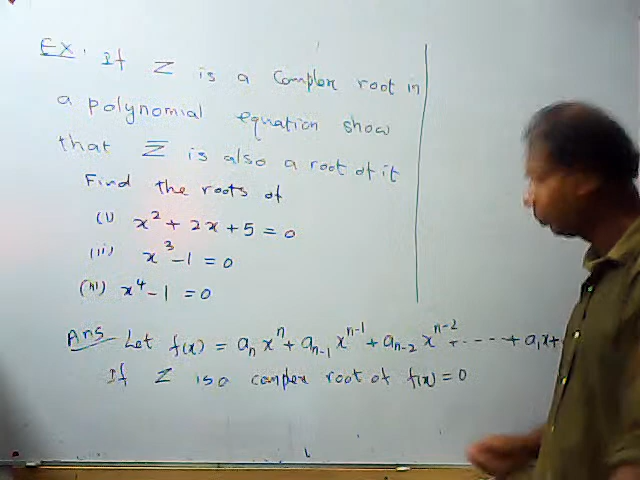 Ex. If Z is a Complex root in
a polynomial equation show
that Z̅ is also a root of it
Find the roots of
(i) x² + 2x + 5 = 0
(ii) x³ - 1 = 0
(iii) x⁴ - 1 = 0
Ans Let f(x) = aₙxⁿ + aₙ₋₁xⁿ⁻¹ + aₙ₋₂xⁿ⁻² + ---- + a₁x +
If Z is a complex root of f(x) = 0